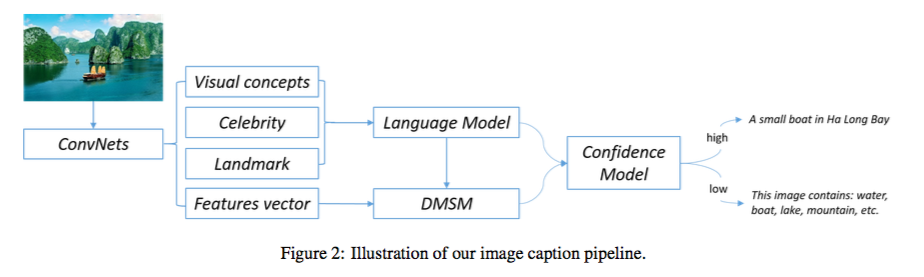 ConvNets
Visual concepts
Celebrity
Landmark
Features vector
Language Model
DMSM
Confidence
Model
high
low
A small boat in Ha Long Bay
This image contains: water,
boat, lake, mountain, etc.
Figure 2: Illustration of our image caption pipeline.